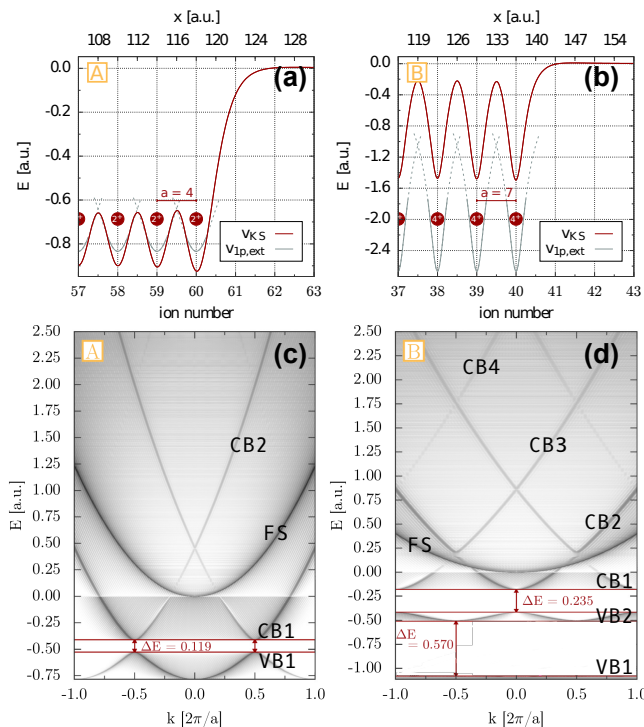 x [a.u.]
108 112 116 120 124 128
A
(a)
0.0
-0.2
-0.4
-0.6
-0.8
E [a.u.]
a = 4
2+ 2+ 2+
vKS
v1p,ext
57 58 59 60 61 62 63
ion number
x [a.u.]
119 126 133 140 147 154
B
(b)
0.0
-0.4
-0.8
-1.2
-1.6
-2.0
-2.4
E [a.u.]
a = 7
4+ 4+ 4+
vKS
v1p,ext
37 38 39 40 41 42 43
ion number
A
(c)
2.50
2.25
2.00
1.75
1.50
1.25
1.00
0.75
0.50
0.25
0.00
-0.25
-0.50
-0.75
E [a.u.]
CB2
FS
CB1
ΔE = 0.119
VB1
-1.0 -0.5 0.0 0.5 1.0
k [2π/a]
B
(d)
2.50
2.25
2.00
1.75
1.50
1.25
1.00
0.75
0.50
0.25
0.00
-0.25
-0.50
-0.75
-1.00
E [a.u.]
CB4
CB3
CB2
FS
CB1
ΔE = 0.235
VB2
ΔE
= 0.570
VB1
-1.0 -0.5 0.0 0.5 1.0
k [2π/a]